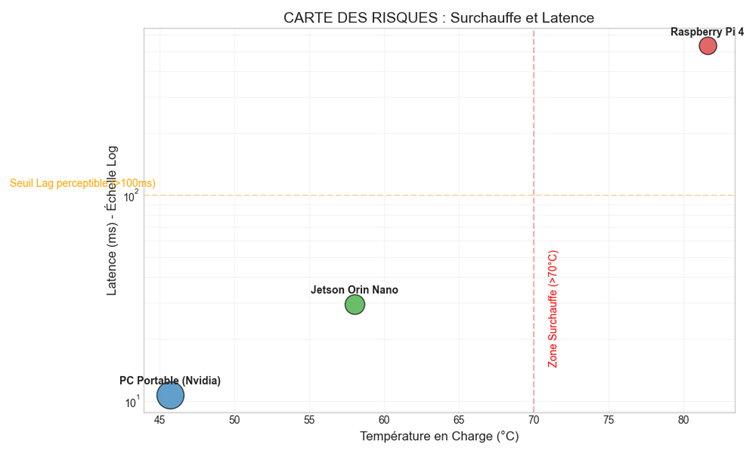 CARTE DES RISQUES : Surchauffe et Latence
Raspberry Pi 4
Seuil Lag perceptible (>100ms)
10²
Latence (ms) - Échelle Log
Zone Surchauffe (>70°C)
Jetson Orin Nano
PC Portable (Nvidia)
10¹
45 50 55 60 65 70 75 80
Température en Charge (°C)